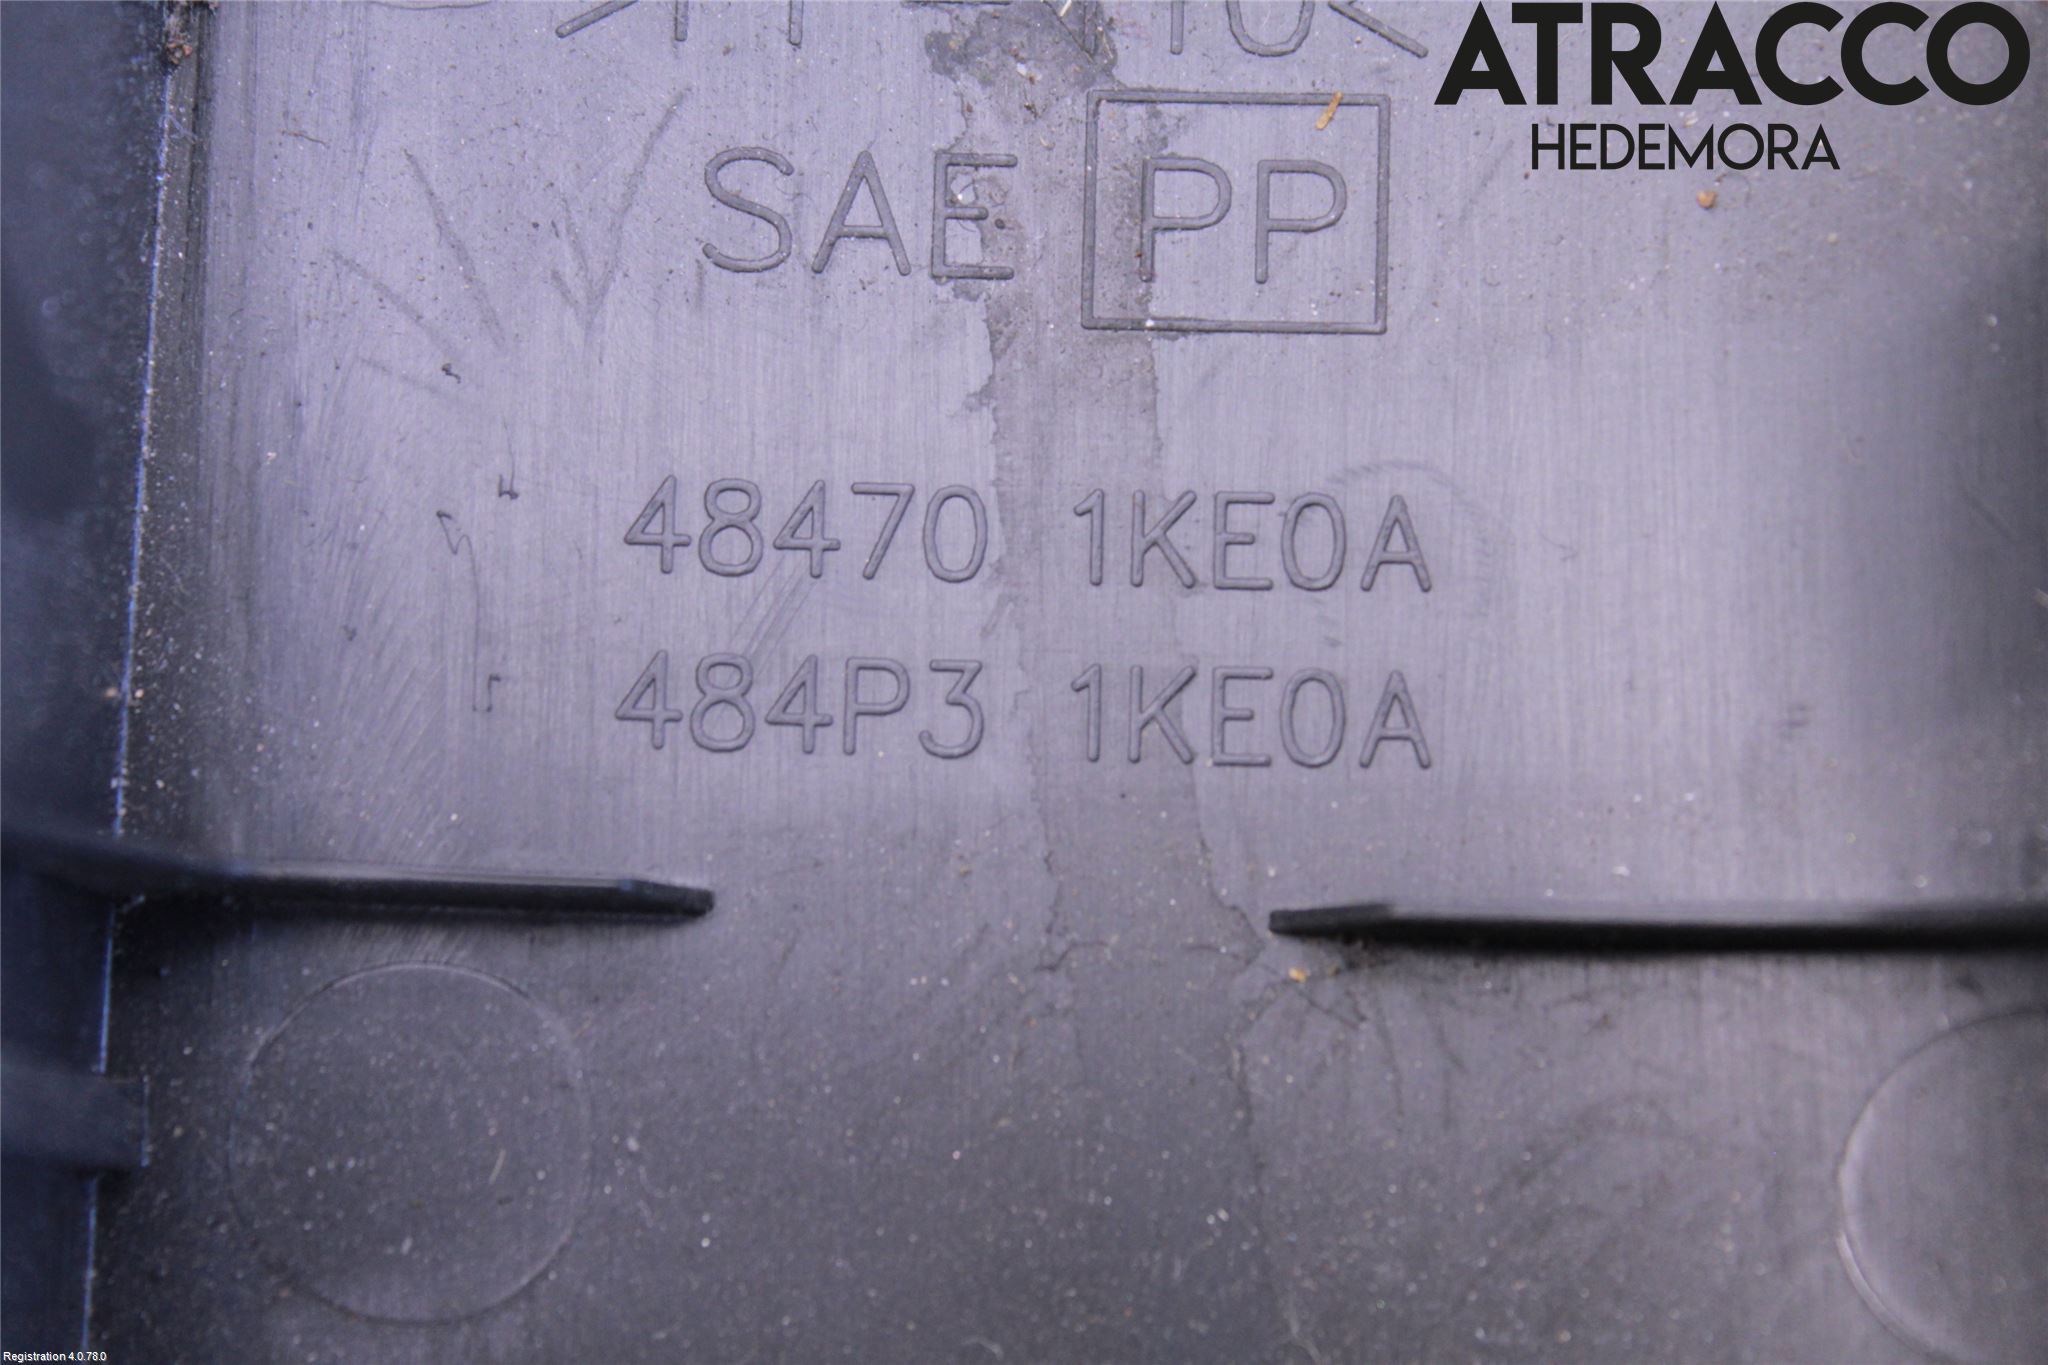 ATRACCO
HEDEMORA
SAE PP
48470 1KE0A
484P3 1KE0A
Registration 4.0.78.0